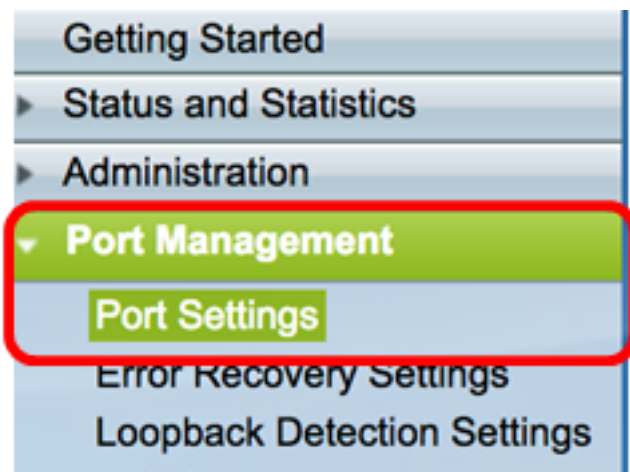 Getting Started
Status and Statistics
Administration
Port Management
Port Settings
Error Recovery Settings
Loopback Detection Settings